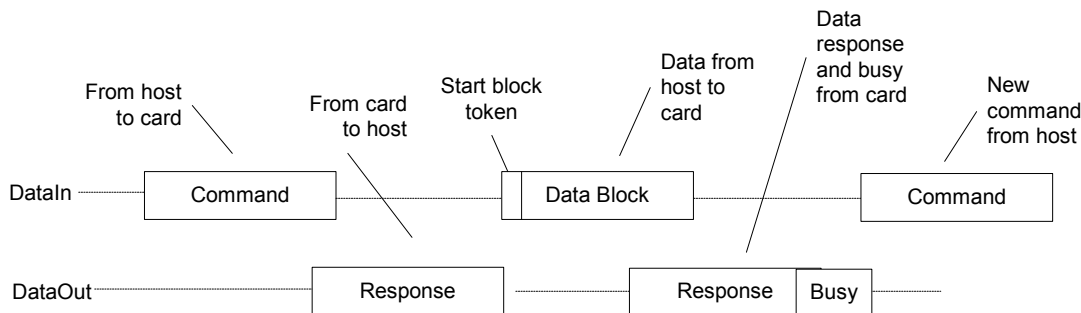 From host
to card
From card
to host
Start block
token
Data from
host to
card
Data
response
and busy
from card
New
command
from host
DataIn
Command
Data Block
Command
DataOut
Response
Response
Busy